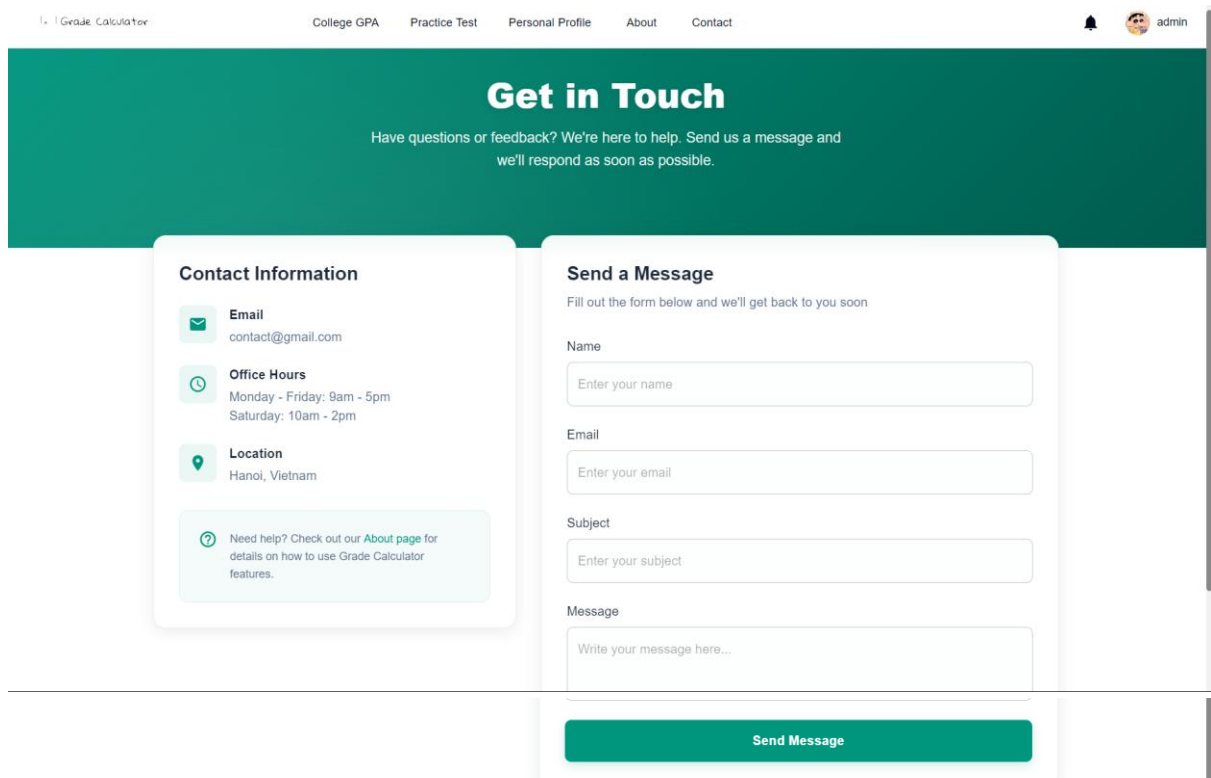 Grade Calculator
College GPA
Practice Test
Personal Profile
About
Contact
admin
Get in Touch
Have questions or feedback? We're here to help. Send us a message and
we'll respond as soon as possible.
Contact Information
Email
contact@gmail.com
Office Hours
Monday - Friday: 9am - 5pm
Saturday: 10am - 2pm
Location
Hanoi, Vietnam
Need help? Check out our About page for
details on how to use Grade Calculator
features.
Send a Message
Fill out the form below and we'll get back to you soon
Name
Enter your name
Email
Enter your email
Subject
Enter your subject
Message
Write your message here...
Send Message